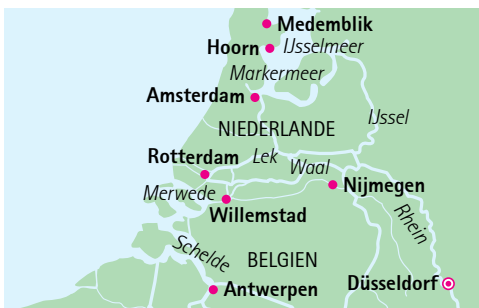 Medemblik
Hoorn
IJsselmeer
Markermeer
Amsterdam
IJssel
NIEDERLANDE
Rotterdam
Lek
Waal
Merwede
Nijmegen
Willemstad
Rhein
Schelde
BELGIEN
Düsseldorf
Antwerpen